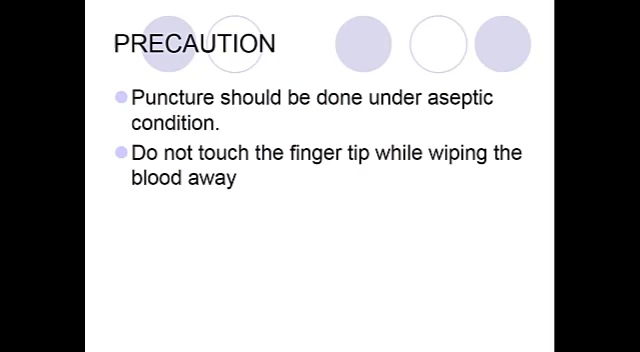 PRECAUTION
Puncture should be done under aseptic
condition.
Do not touch the finger tip while wiping the
blood away